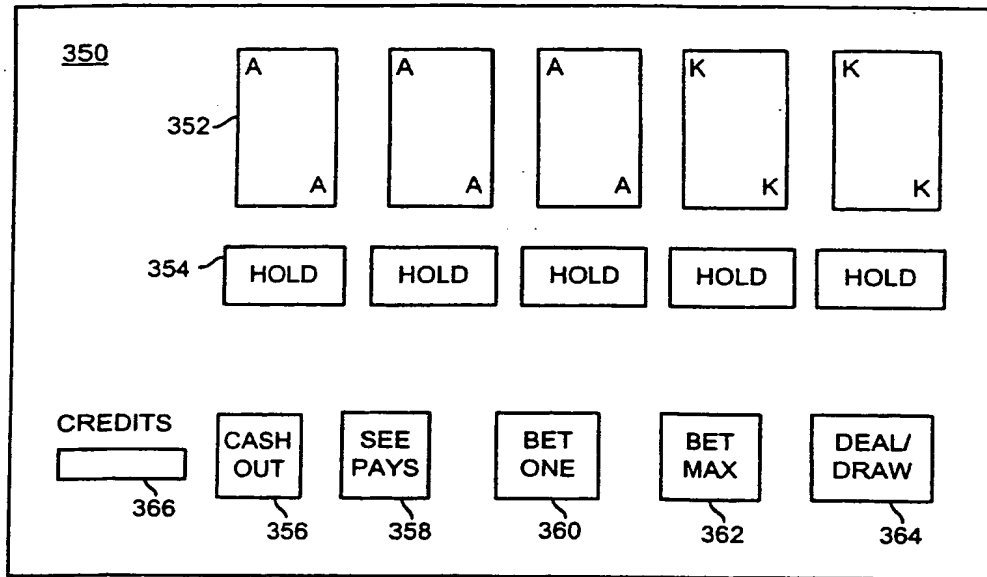 350
A A A K K
352
A A A K K
354
HOLD HOLD HOLD HOLD HOLD
CREDITS
CASH OUT
SEE PAYS
BET ONE
BET MAX
DEAL/ DRAW
366 356 358 360 362 364